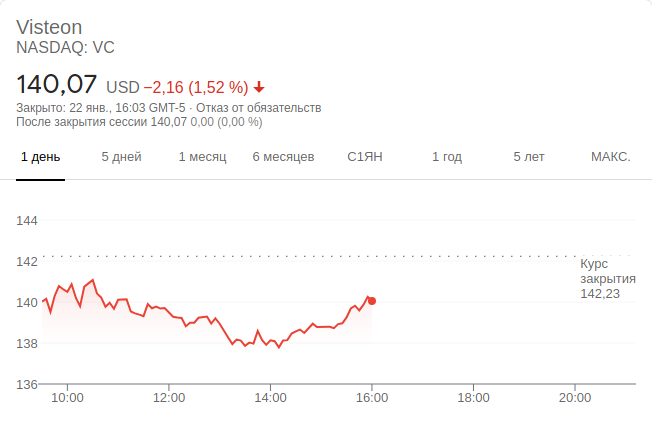 Visteon
NASDAQ: VC
140,07 USD −2,16 (1,52 %)
Закрыто: 22 янв., 16:03 GMT-5 · Отказ от обязательств
После закрытия сессии 140,07 0,00 (0,00 %)
1 день 5 дней 1 месяц 6 месяцев С1ЯН 1 год 5 лет МАКС.
144
142
Курс
закрытия
142,23
140
138
136
10:00 12:00 14:00 16:00 18:00 20:00